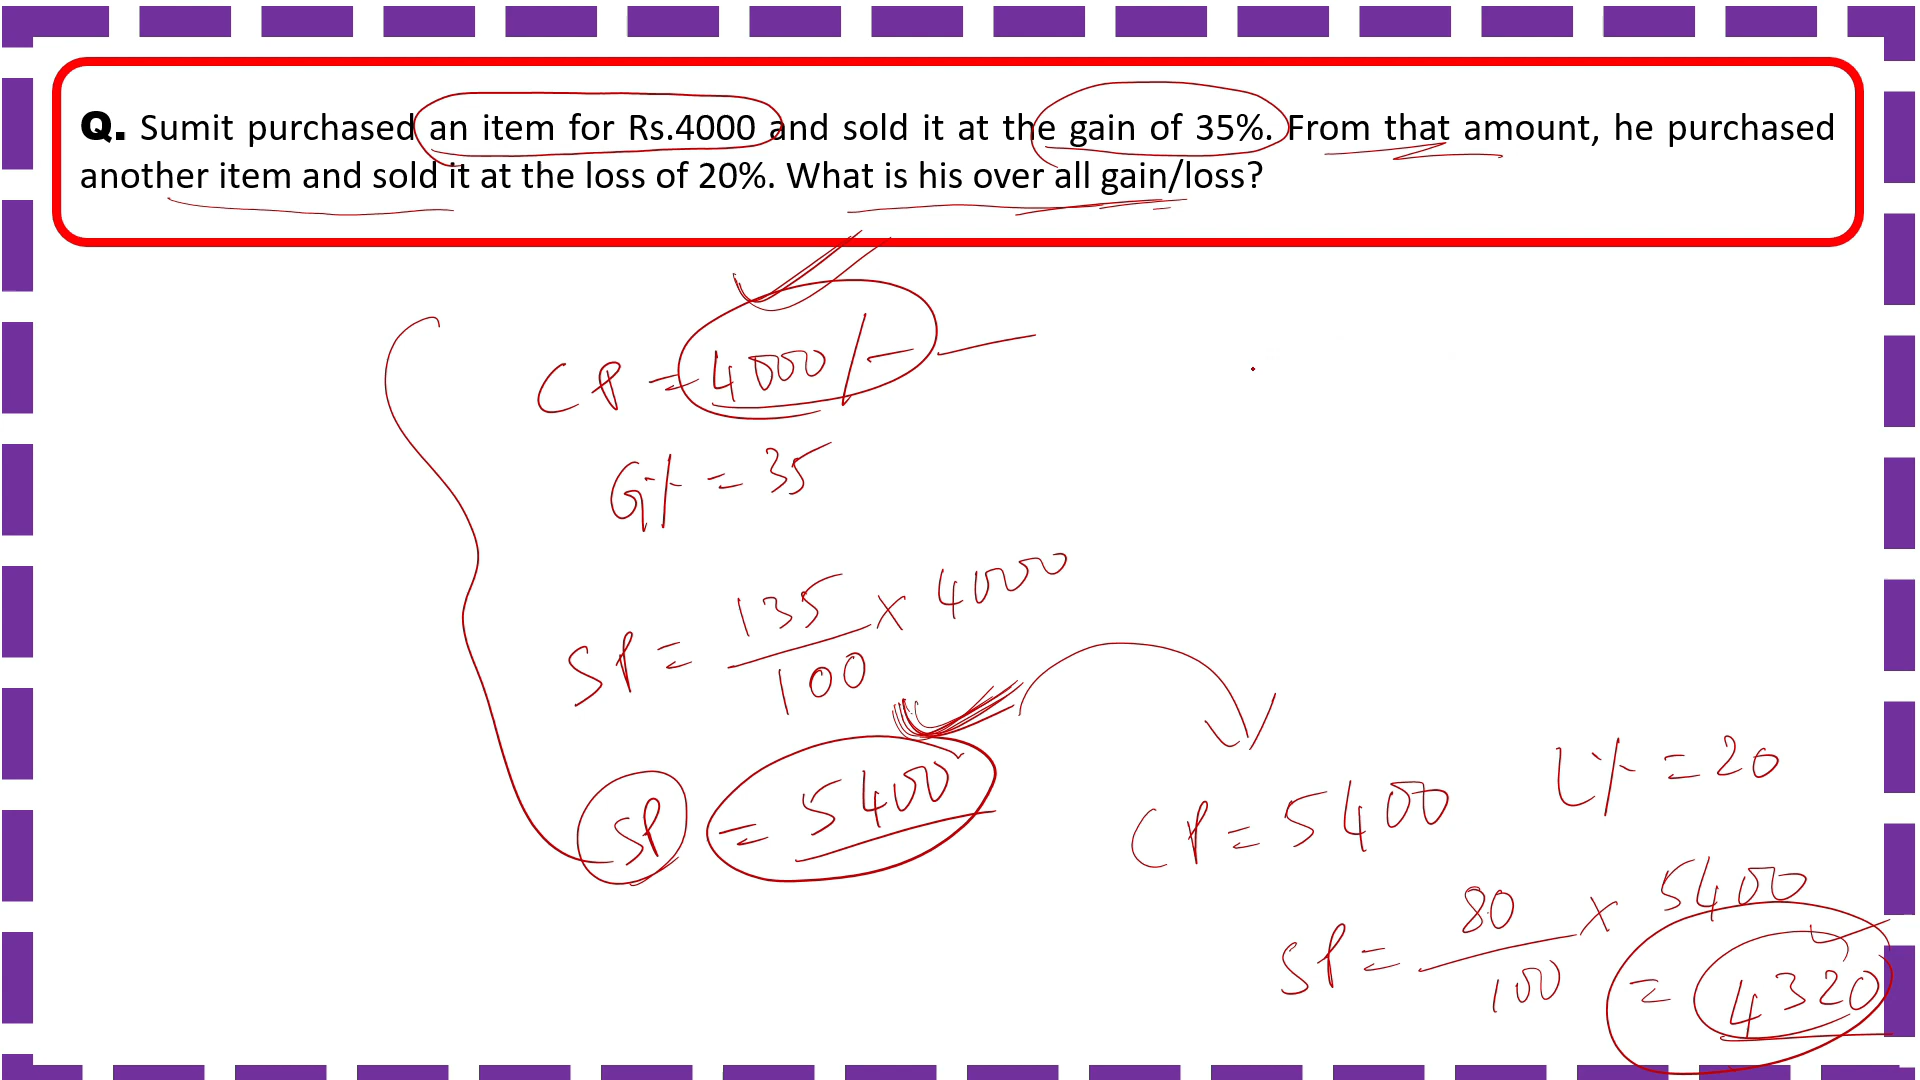 Q. Sumit purchased an item for Rs.4000 and sold it at the gain of 35%. From that amount, he purchased
another item and sold it at the loss of 20%. What is his over all gain/loss?
CP = 4000/-
G% = 35
SP = 135/100 × 4000
SP = 5400
CP = 5400 L% = 20
SP = 80/100 × 5400
= 4320